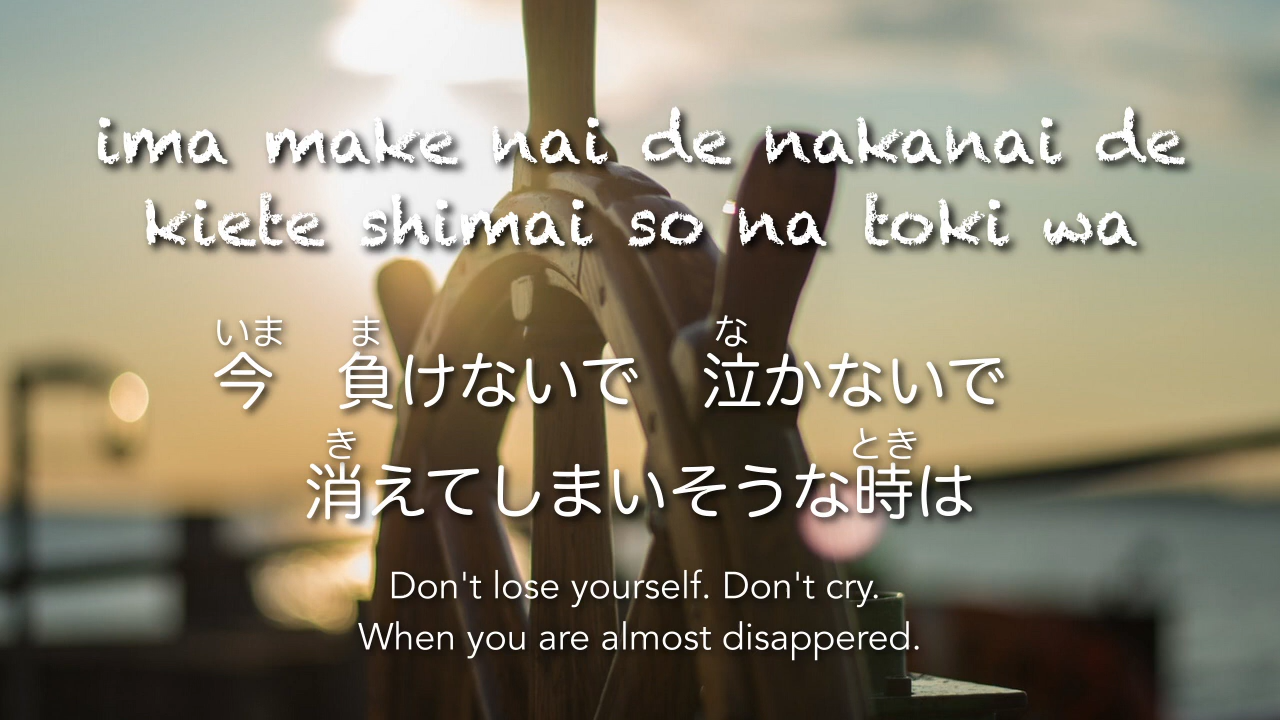 ima make nai de nakanai de
kiete shimai so na toki wa
いま ま な
今 負けないで 泣かないで
き とき
消えてしまいそうな時は
Don't lose yourself. Don't cry.
When you are almost disappered.